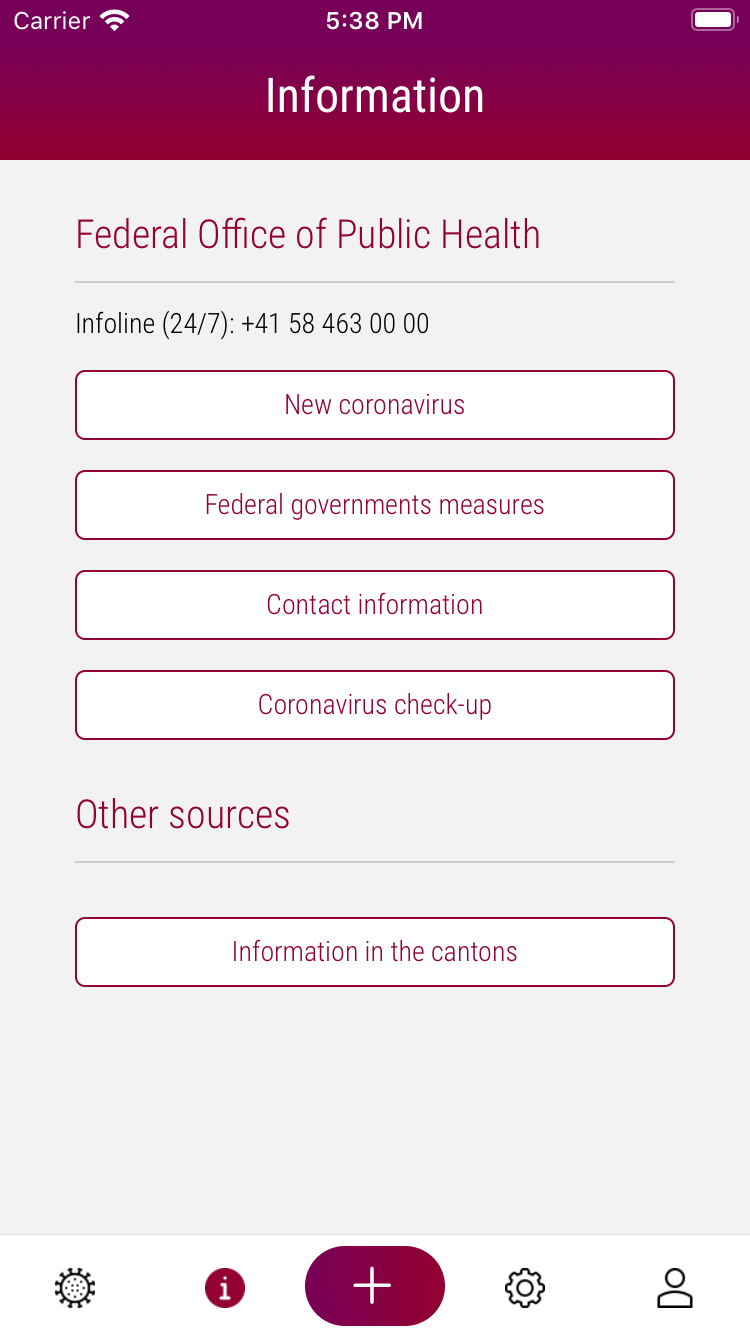 Carrier
5:38 PM
Information
Federal Office of Public Health
Infoline (24/7): +41 58 463 00 00
New coronavirus
Federal governments measures
Contact information
Coronavirus check-up
Other sources
Information in the cantons